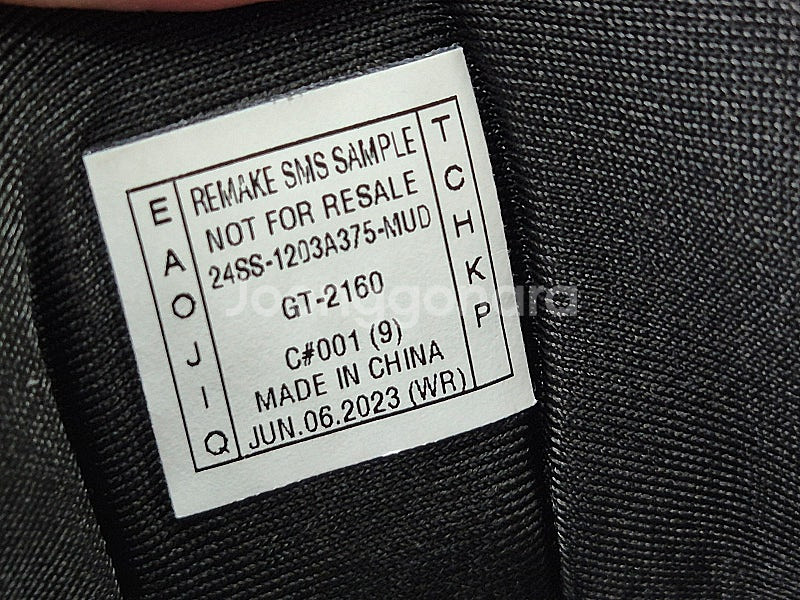 REMAKE SMS SAMPLE
NOT FOR RESALE
24SS-1203A375-MUD
GT-2160
C#001 (9)
MADE IN CHINA
JUN.06.2023 (WR)
E
A
O
J
I
Q
T
C
H
K
P
Joonggonara